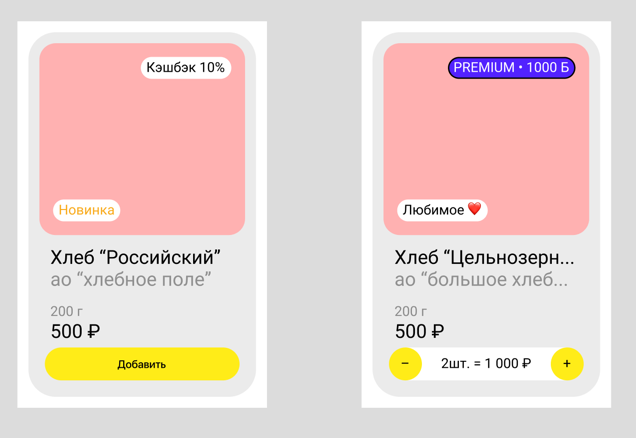 Кэшбэк 10%
Новинка
Хлеб “Российский”
ао “хлебное поле”
200 г
500 ₽
Добавить
PREMIUM • 1000 Б
Любимое ❤️
Хлеб “Цельнозерн...
ао “большое хлеб...
200 г
500 ₽
− 2шт. = 1 000 ₽ +